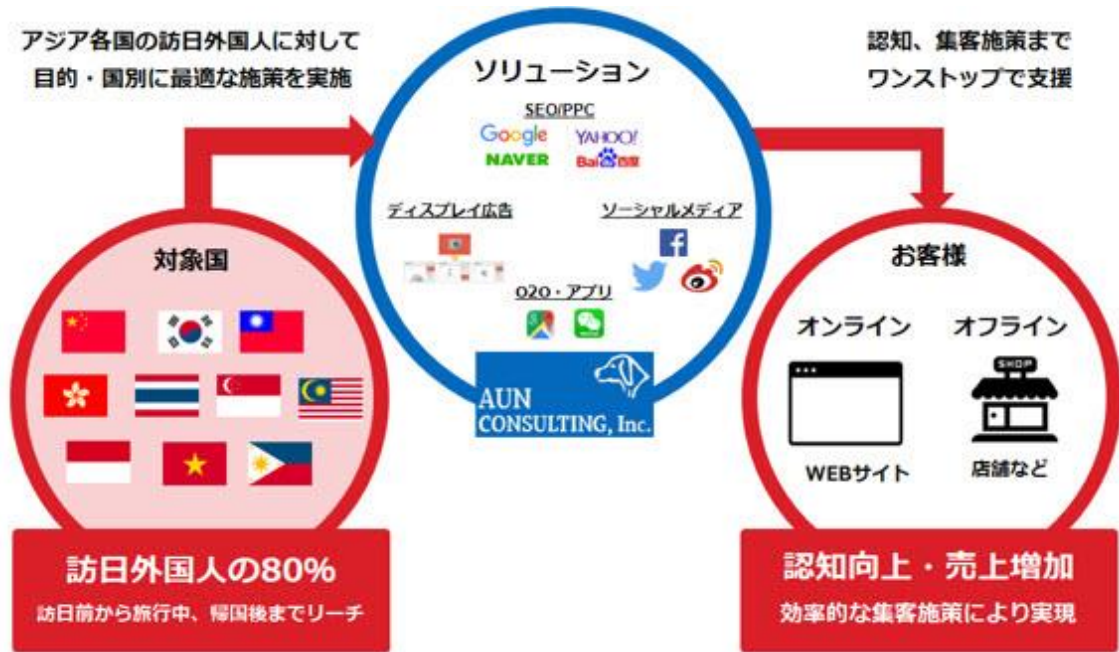 アジア各国の訪日外国人に対して
目的・国別に最適な施策を実施
ソリューション
SEO/PPC
Google
YAHOO!
NAVER
Bai百度
ディスプレイ広告
ソーシャルメディア
O2O・アプリ
AUN
CONSULTING, Inc.
認知、集客施策まで
ワンストップで支援
対象国
訪日外国人の80%
訪日前から旅行中、帰国後までリーチ
お客様
オンライン
オフライン
SHOP
WEBサイト
店舗など
認知向上・売上増加
効率的な集客施策により実現